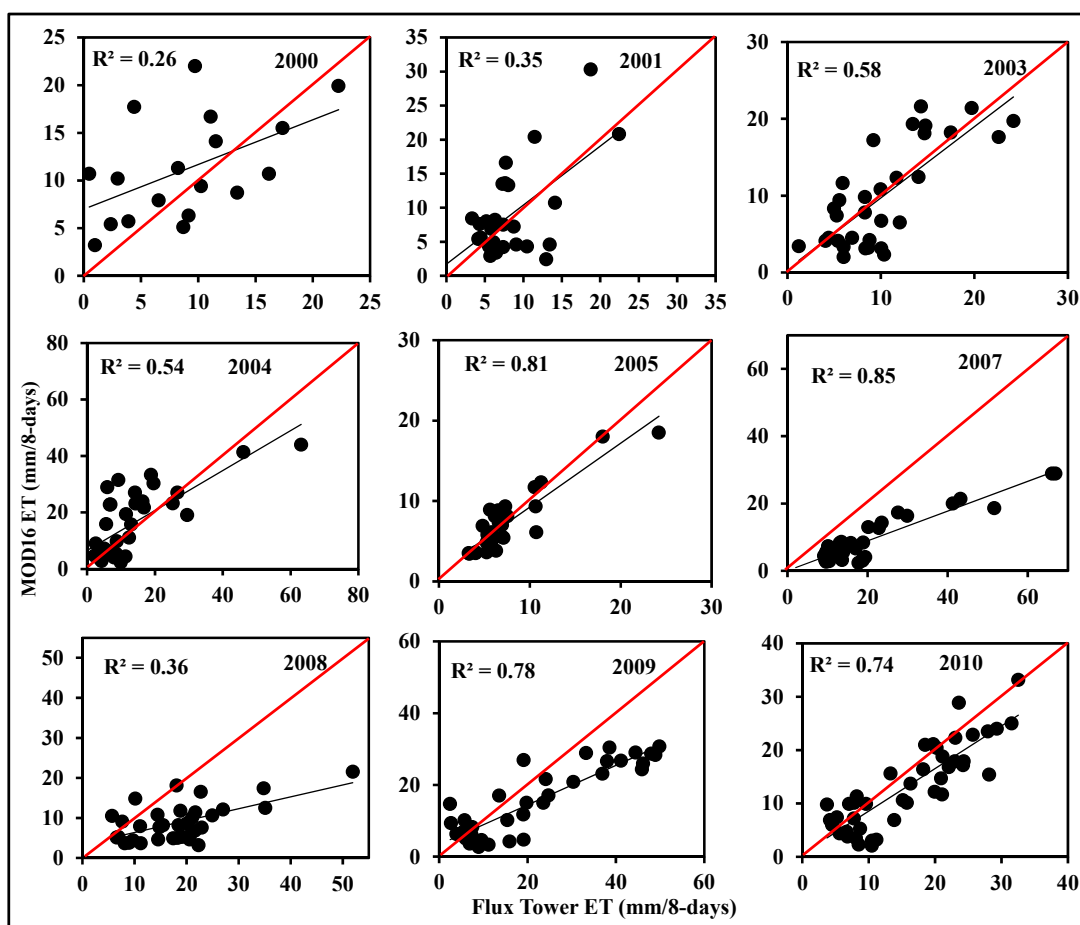 R² = 0.26 2000
25
20
15
10
5
0
0 5 10 15 20 25
R² = 0.35 2001
35
30
25
20
15
10
5
0
0 5 10 15 20 25 30 35
R² = 0.58 2003
30
20
10
0
0 10 20 30
MOD16 ET (mm/8-days)
R² = 0.54 2004
80
60
40
20
0
0 20 40 60 80
R² = 0.81 2005
30
20
10
0
0 10 20 30
R² = 0.85 2007
60
40
20
0
0 20 40 60
R² = 0.36 2008
50
40
30
20
10
0
0 10 20 30 40 50
R² = 0.78 2009
60
40
20
0
0 20 40 60
R² = 0.74 2010
40
30
20
10
0
0 10 20 30 40
Flux Tower ET (mm/8-days)